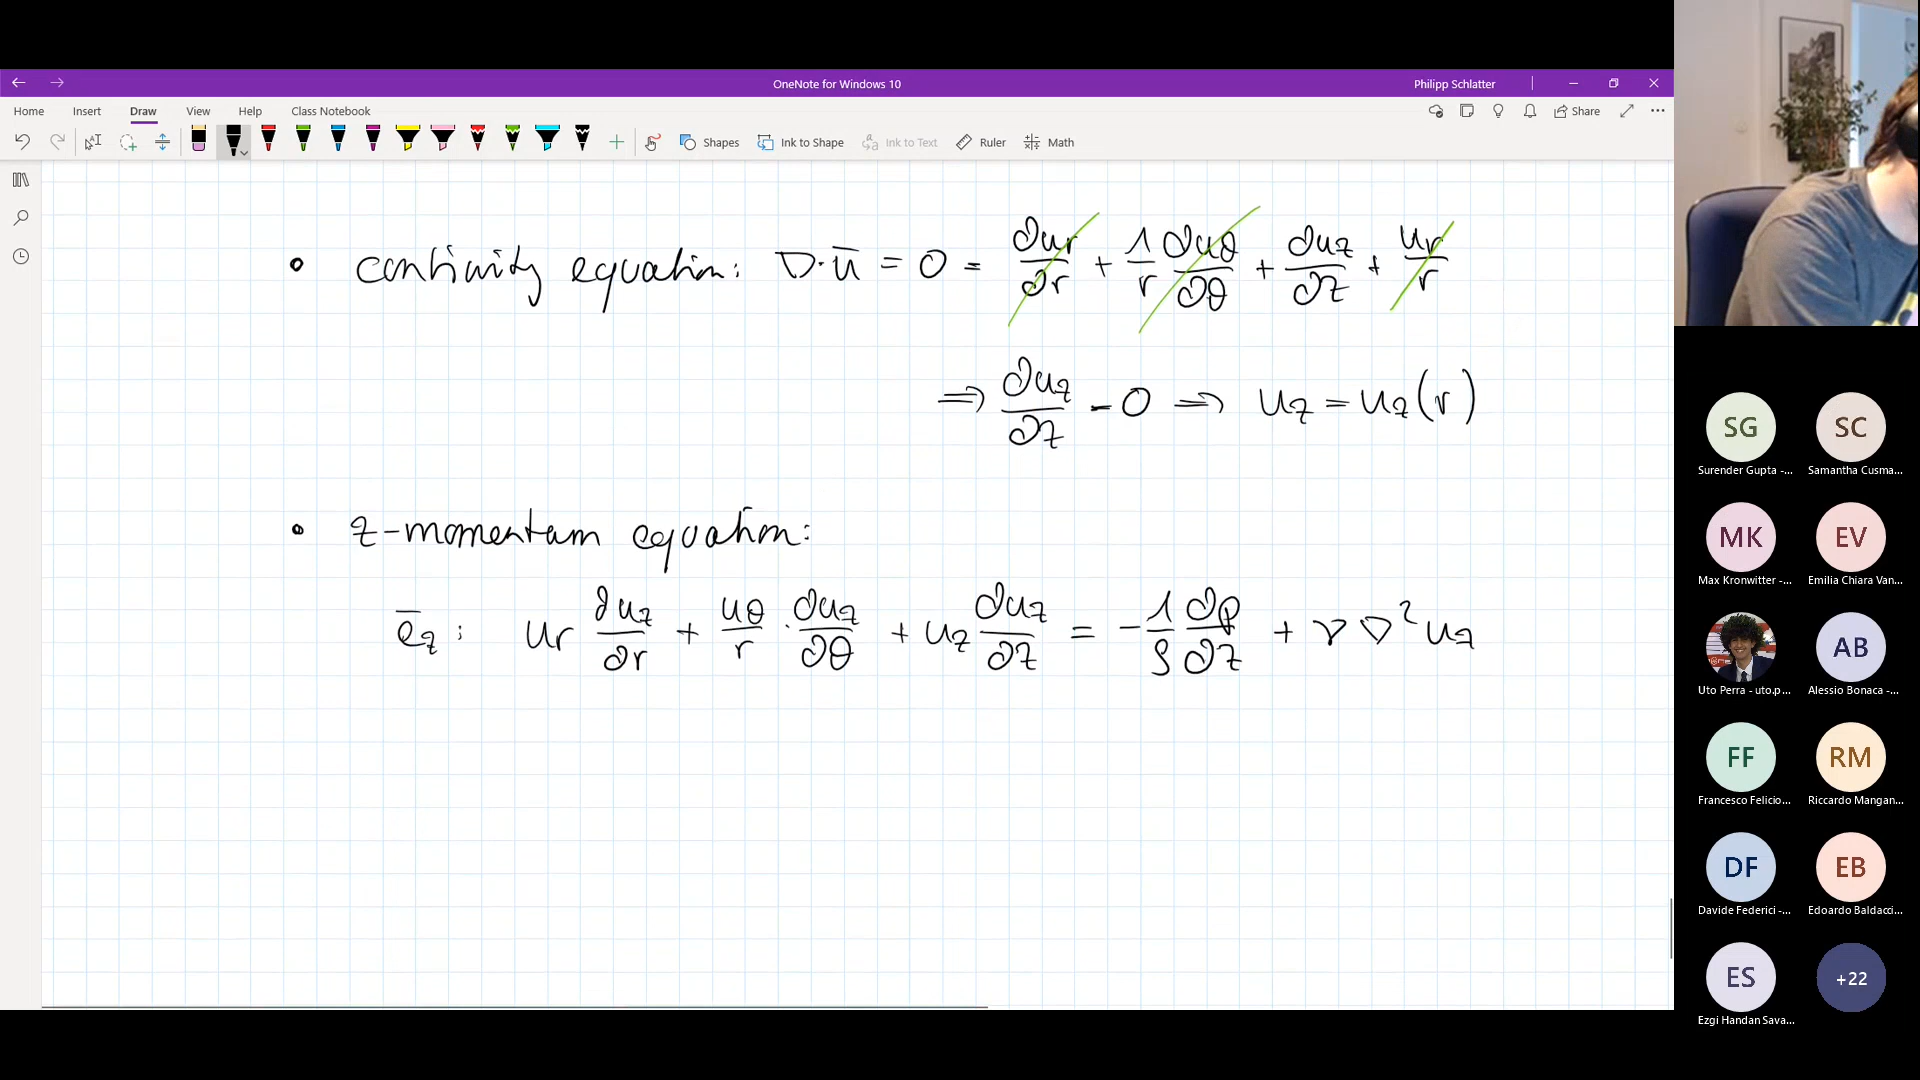 OneNote for Windows 10
Philipp Schlatter
Home Insert Draw View Help Class Notebook
Share
Shapes Ink to Shape Ink to Text Ruler Math
• continuity equation: ∇·ū = 0 = ∂ur/∂r + 1/r ∂uθ/∂θ + ∂uz/∂z + ur/r
⇒ ∂uz/∂z = 0 ⇒ uz = uz(r)
• z-momentum equation:
ēz: ur ∂uz/∂r + uθ/r · ∂uz/∂θ + uz ∂uz/∂z = -1/ρ ∂p/∂z + ν∇²uz
SG SC
Surender Gupta -... Samantha Cusma...
MK EV
Max Kronwitter -... Emilia Chiara Van...
AB
Uto Perra - uto.p... Alessio Bonaca -...
FF RM
Francesco Felicio... Riccardo Mangan...
DF EB
Davide Federici -... Edoardo Baldacci...
ES +22
Ezgi Handan Sava...